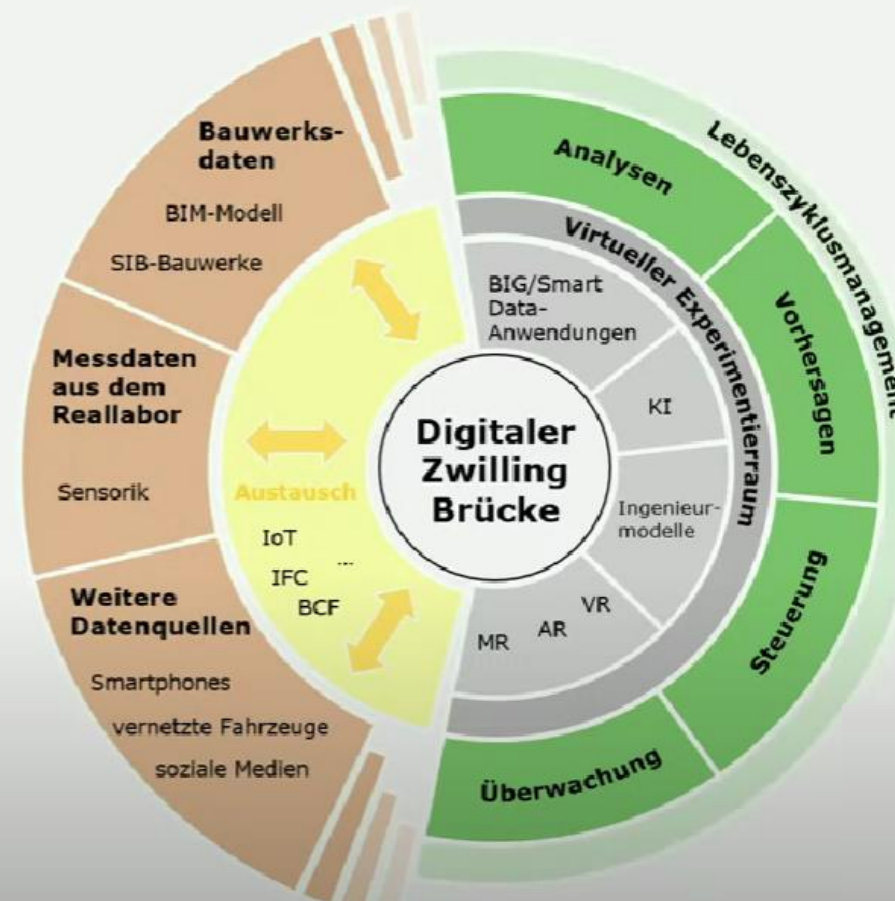 Bauwerks-
daten
BIM-Modell
SIB-Bauwerke
Messdaten
aus dem
Reallabor
Sensorik
Weitere
Datenquellen
Smartphones
vernetzte Fahrzeuge
soziale Medien
Austausch
IoT
...
IFC
BCF
Digitaler
Zwilling
Brücke
BIG/Smart
Data-
Anwendungen
KI
Ingenieur-
modelle
VR
AR
MR
Virtueller Experimentierraum
Analysen
Vorhersagen
Steuerung
Überwachung
Lebenszyklusmanagement